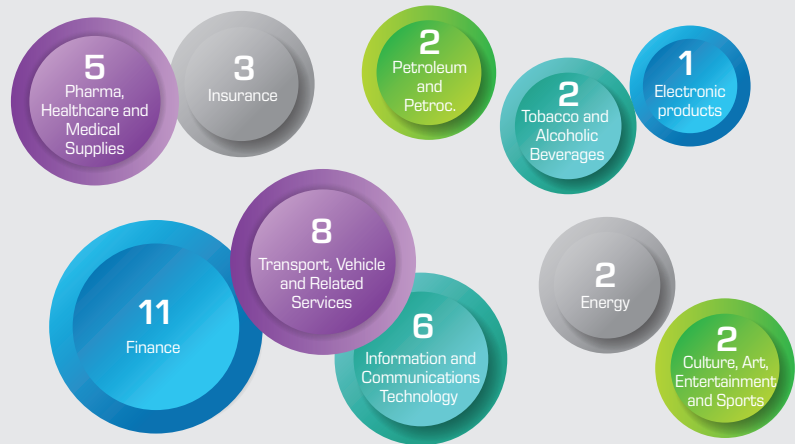 5
Pharma,
Healthcare and
Medical
Supplies
3
Insurance
2
Petroleum
and
Petroc.
2
Tobacco and
Alcoholic
Beverages
1
Electronic
products
11
Finance
8
Transport, Vehicle
and Related
Services
6
Information and
Communications
Technology
2
Energy
2
Culture, Art,
Entertainment
and Sports